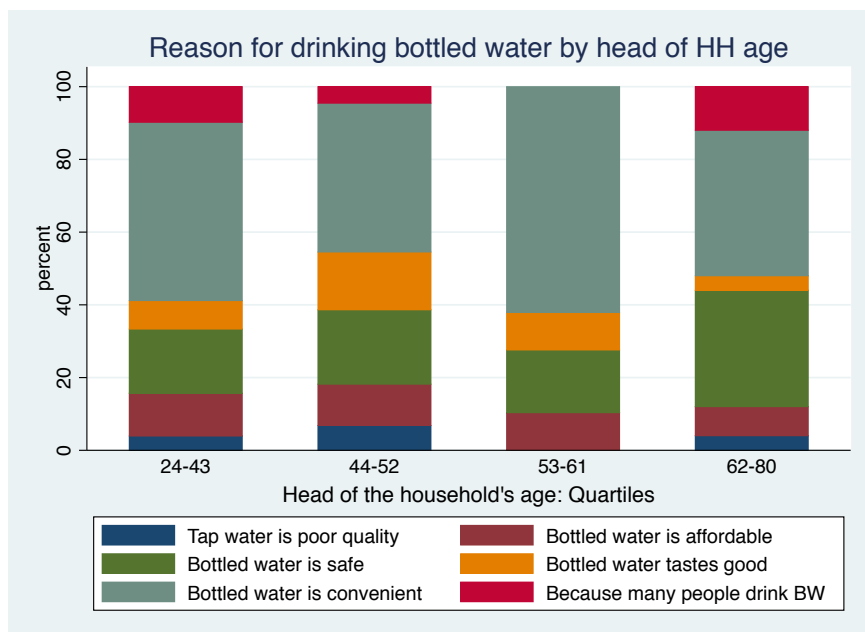 Reason for drinking bottled water by head of HH age
100
80
60
40
20
0
percent
24-43 44-52 53-61 62-80
Head of the household's age: Quartiles
Tap water is poor quality Bottled water is affordable
Bottled water is safe Bottled water tastes good
Bottled water is convenient Because many people drink BW